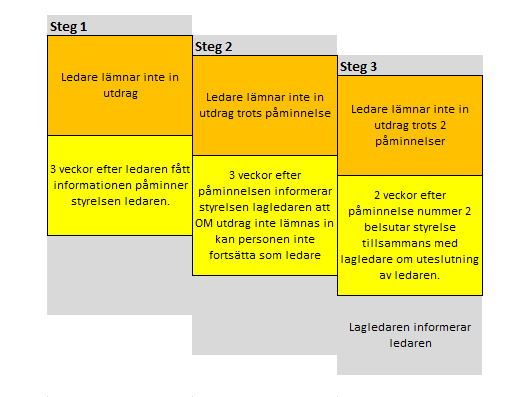 Steg 1
Ledare lämnar inte in
utdrag
3 veckor efter ledaren fått
informationen påminner
styrelsen ledaren.
Steg 2
Ledare lämnar inte in
utdrag trots påminnelse
3 veckor efter
påminnelsen informerar
styrelsen lagledaren att
OM utdrag inte lämnas in
kan personen inte
fortsätta som ledare
Steg 3
Ledare lämnar inte in
utdrag trots 2
påminnelser
2 veckor efter
påminnelse nummer 2
belsutar styrelse
tillsammans med
lagledare om uteslutning
av ledaren.
Lagledaren informerar
ledaren